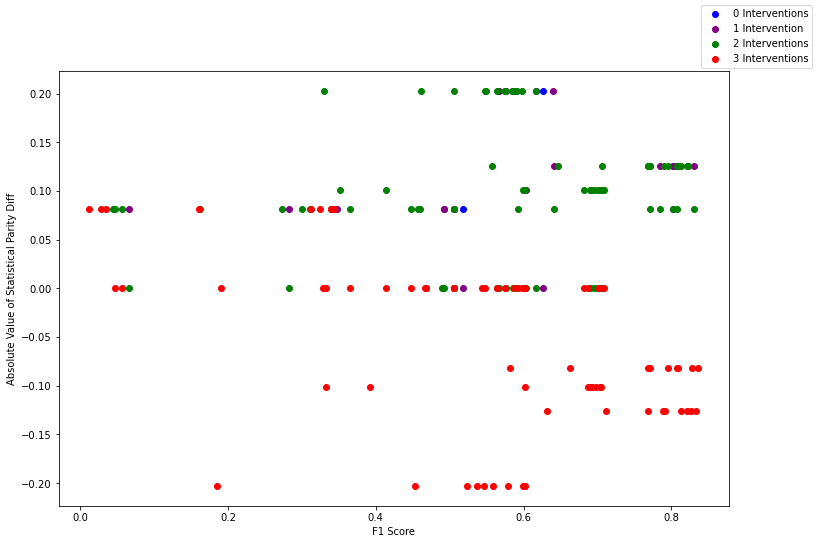 0 Interventions
1 Intervention
2 Interventions
3 Interventions
0.20
0.15
0.10
0.05
0.00
−0.05
−0.10
−0.15
−0.20
Absolute Value of Statistical Parity Diff
0.0
0.2
0.4
0.6
0.8
F1 Score